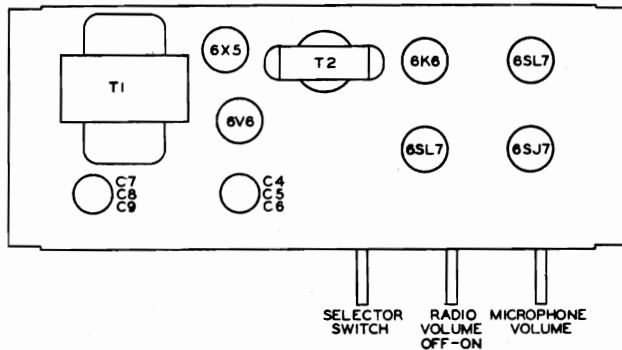 6X5
T2
6K6
6SL7
T1
6V6
6SL7
6SJ7
C7
C8
C9
C4
C5
C6
SELECTOR
SWITCH
RADIO
VOLUME
OFF-ON
MICROPHONE
VOLUME